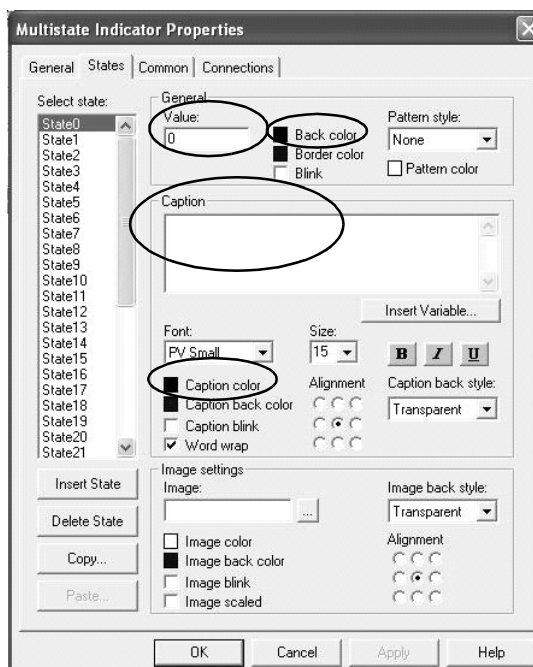 Multistate Indicator Properties
General States Common Connections
Select state:
State0
State1
State2
State3
State4
State5
State6
State7
State8
State9
State10
State11
State12
State13
State14
State15
State16
State17
State18
State19
State20
State21
Insert State
Delete State
Copy...
Paste...
General
Value:
0
Back color
Border color
Blink
Pattern style:
None
Pattern color
Caption
Insert Variable...
Font:
PV Small
Size:
15
B I U
Caption color
Caption back color
Caption blink
Word wrap
Alignment
Caption back style:
Transparent
Image settings
Image:
...
Image color
Image back color
Image blink
Image scaled
Image back style:
Transparent
Alignment
OK Cancel Apply Help